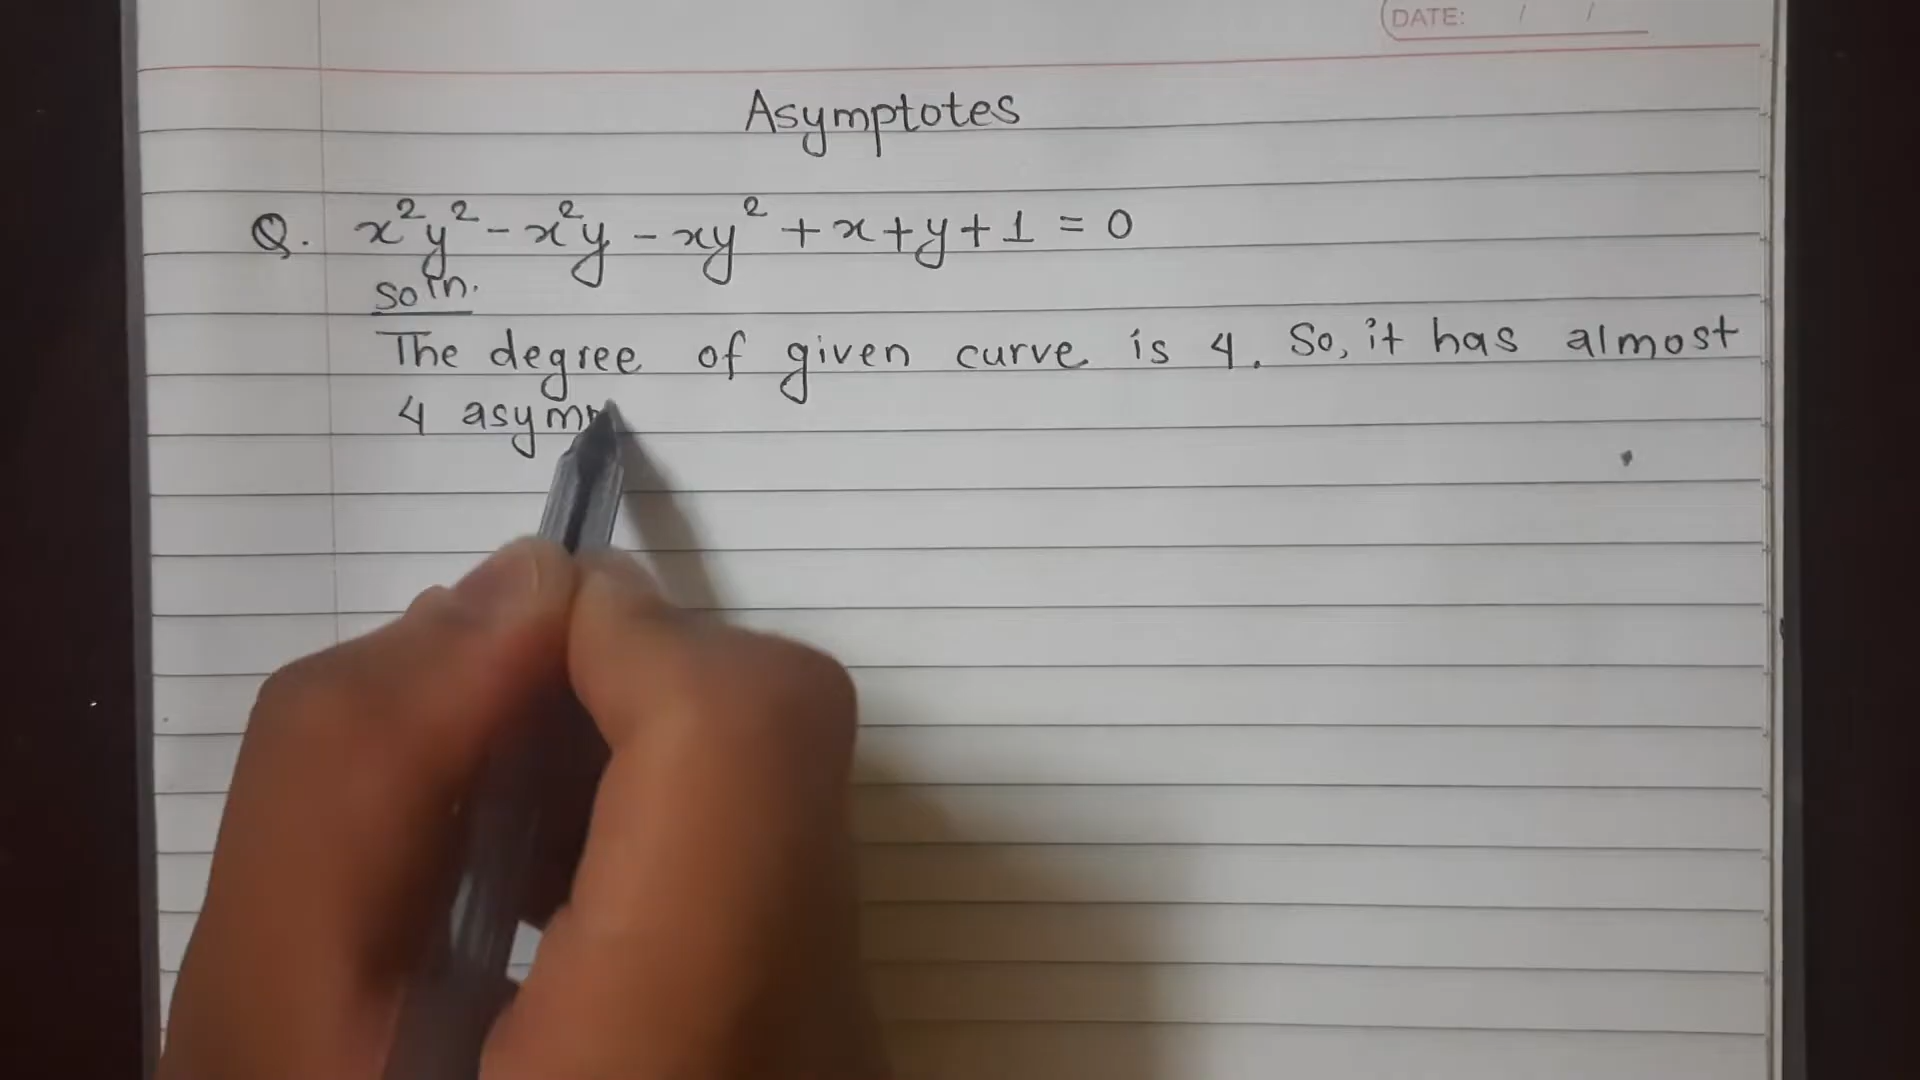 DATE: / /
Asymptotes
Q. x²y² - x²y - xy² + x + y + 1 = 0
Soln.
The degree of given curve is 4. So, it has almost
4 asym